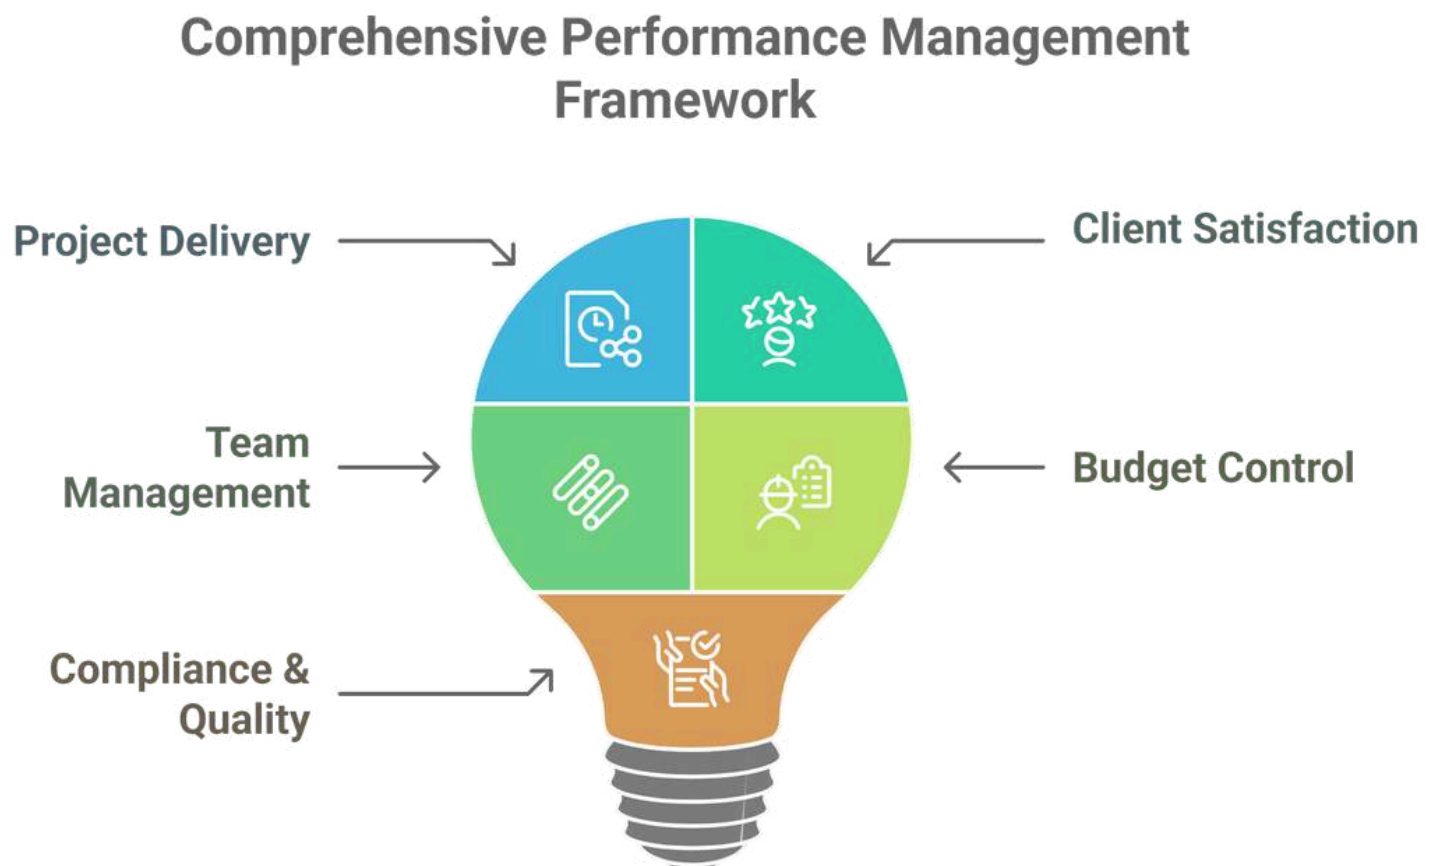 Comprehensive Performance Management
Framework
Project Delivery
Client Satisfaction
Team
Management
Budget Control
Compliance &
Quality